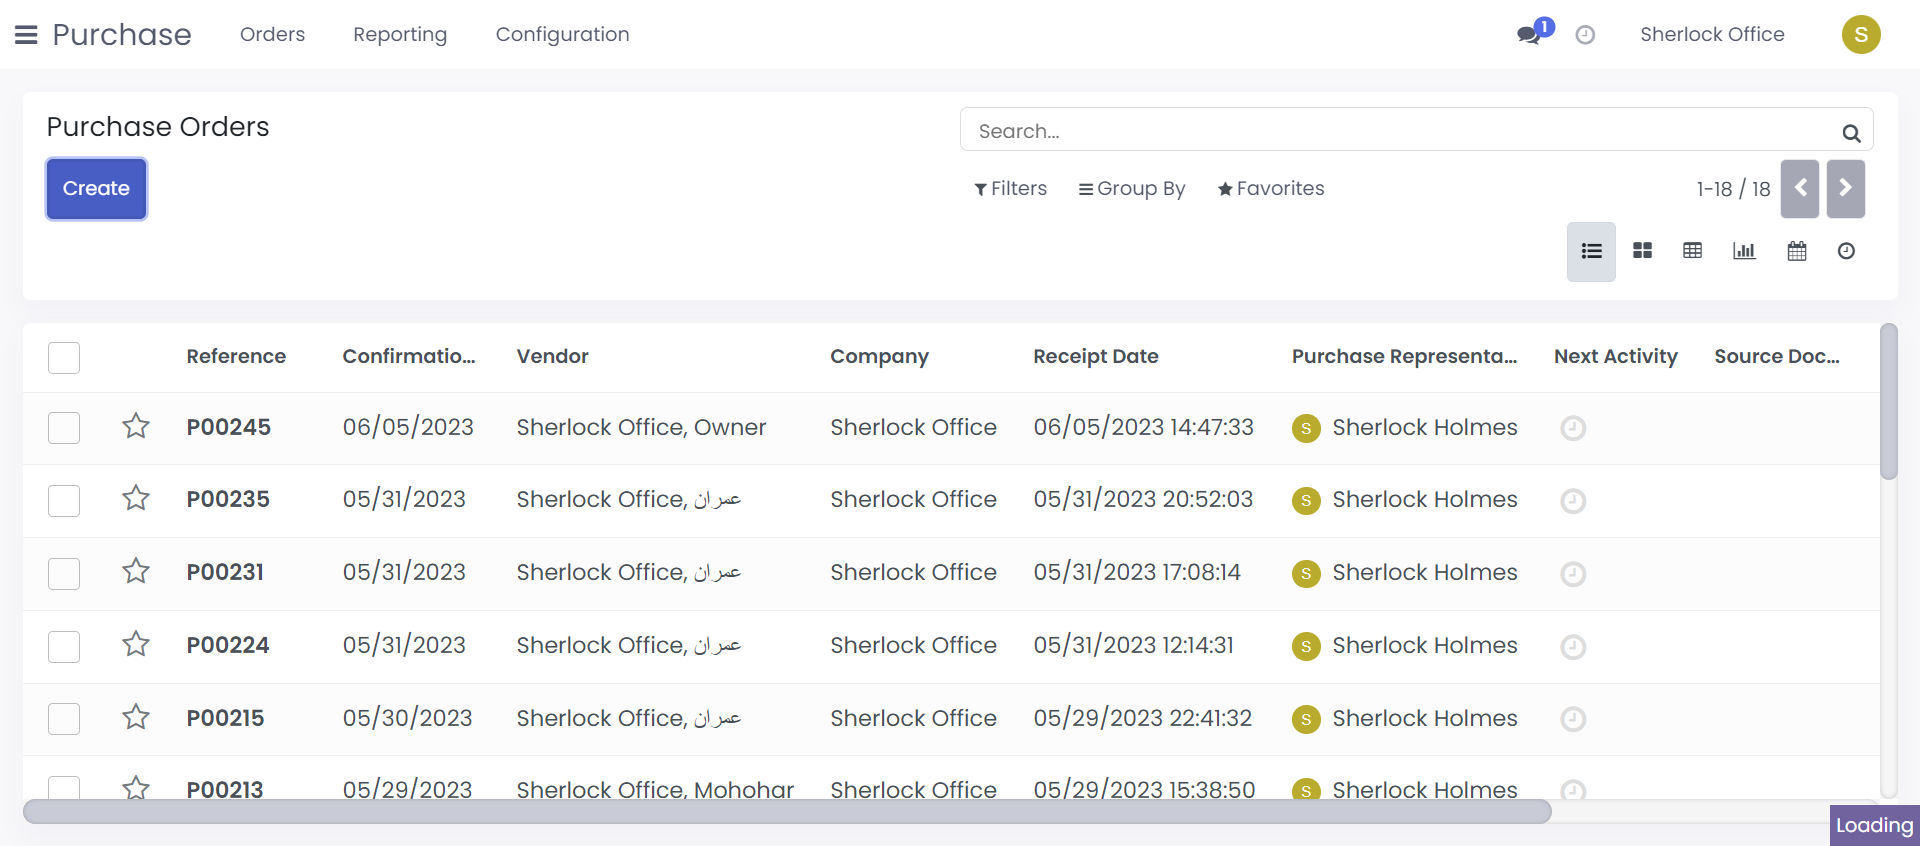 Purchase Orders Reporting Configuration 1 Sherlock Office S
Purchase Orders
Search...
Create
Filters Group By Favorites 1-18 / 18
Reference Confirmatio... Vendor Company Receipt Date Purchase Representa... Next Activity Source Doc...
P00245 06/05/2023 Sherlock Office, Owner Sherlock Office 06/05/2023 14:47:33 S Sherlock Holmes
P00235 05/31/2023 Sherlock Office, عمران Sherlock Office 05/31/2023 20:52:03 S Sherlock Holmes
P00231 05/31/2023 Sherlock Office, عمران Sherlock Office 05/31/2023 17:08:14 S Sherlock Holmes
P00224 05/31/2023 Sherlock Office, عمران Sherlock Office 05/31/2023 12:14:31 S Sherlock Holmes
P00215 05/30/2023 Sherlock Office, عمران Sherlock Office 05/29/2023 22:41:32 S Sherlock Holmes
P00213 05/29/2023 Sherlock Office, Mohohar Sherlock Office 05/29/2023 15:38:50 S Sherlock Holmes
Loading